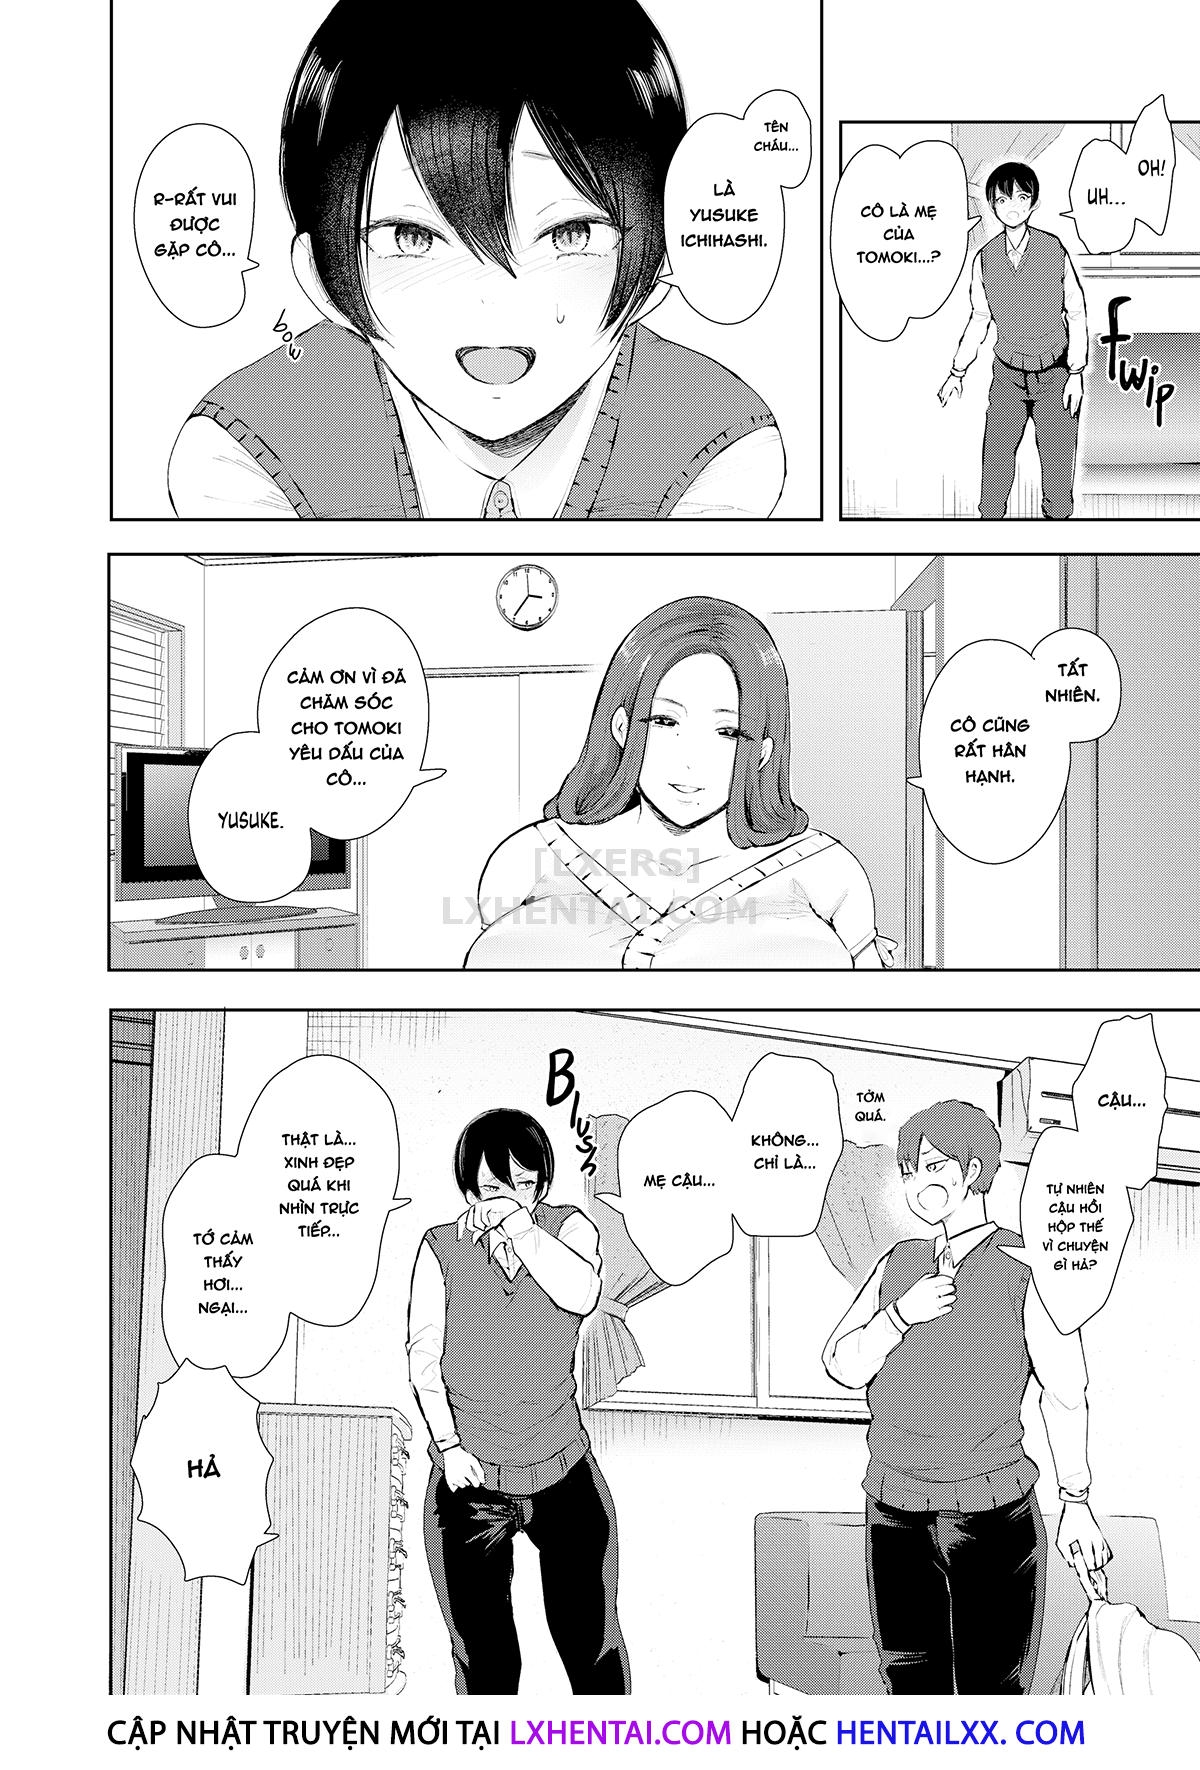 OH!
UH...
CÔ LÀ MẸ
CỦA
TOMOKI...?
FWIP
TÊN
CHÁU...
LÀ
YUSUKE
ICHIHASHI.
R-RẤT VUI
ĐƯỢC
GẶP CÔ...
bow
TẤT
NHIÊN.
CÔ CŨNG
RẤT HÂN
HẠNH.
CẢM ƠN VÌ ĐÃ
CHĂM SÓC
CHO TOMOKI
YÊU DẤU CỦA
CÔ...
YUSUKE.
[LXERS]
LXHENTAI.COM
CẬU...
TỰ NHIÊN
CẬU HỒI
HỘP THẾ
VÌ CHUYỆN
GÌ HẢ?
TỞM
QUÁ.
KHÔNG...
CHỈ LÀ...
MẸ CẬU...
Blush
THẬT LÀ...
XINH ĐẸP
QUÁ KHI
NHÌN TRỰC
TIẾP...
TỚ CẢM
THẤY
HƠI...
NGẠI...
HẢ
CẬP NHẬT TRUYỆN MỚI TẠI LXHENTAI.COM HOẶC HENTAILXX. COM